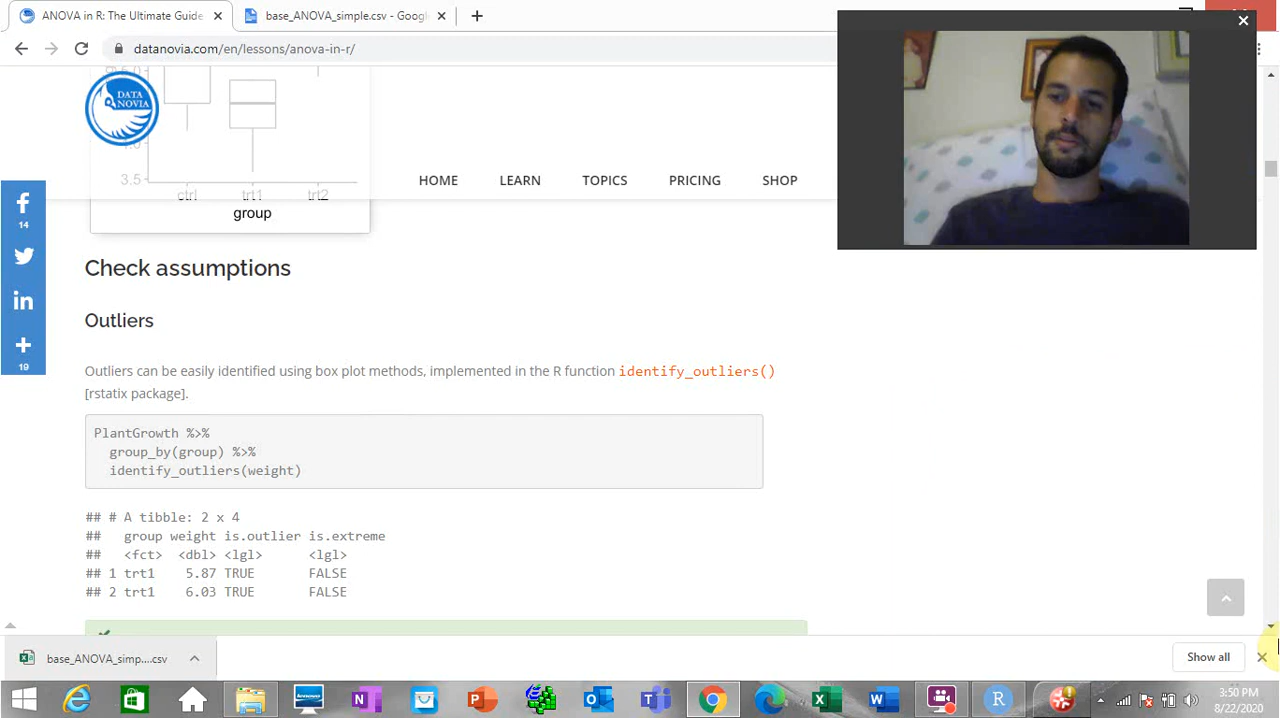 ANOVA in R: The Ultimate Guide
base_ANOVA_simple.csv - Goog
datanovia.com/en/lessons/anova-in-r/
DATA
NOVIA
3.5
ctrl trt1 trt2
group
HOME LEARN TOPICS PRICING SHOP
14
19
Check assumptions
Outliers
Outliers can be easily identified using box plot methods, implemented in the R function identify_outliers()
[rstatix package].
PlantGrowth %>%
group_by(group) %>%
identify_outliers(weight)
## # A tibble: 2 x 4
## group weight is.outlier is.extreme
## <fct> <dbl> <lgl> <lgl>
## 1 trt1 5.87 TRUE FALSE
## 2 trt1 6.03 TRUE FALSE
base_ANOVA_simp....csv
Show all
3:50 PM
8/22/2020